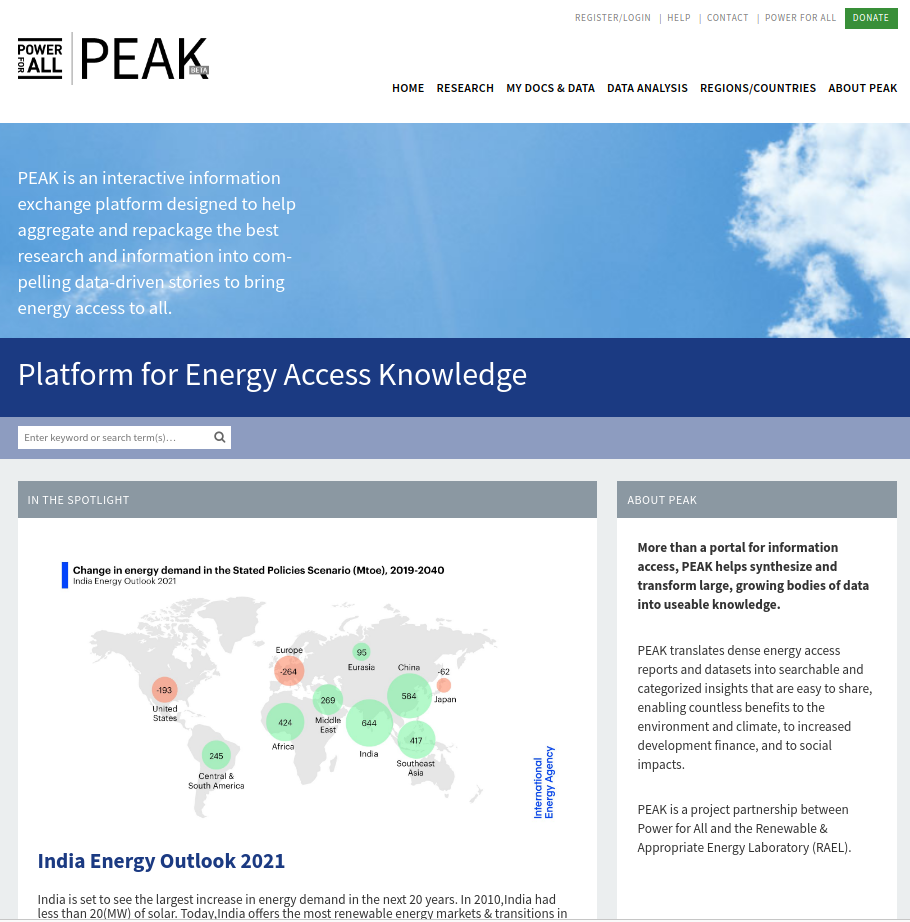 REGISTER/LOGIN | HELP | CONTACT | POWER FOR ALL DONATE
POWER FOR ALL
PEAK
BETA
HOME RESEARCH MY DOCS & DATA DATA ANALYSIS REGIONS/COUNTRIES ABOUT PEAK
PEAK is an interactive information
exchange platform designed to help
aggregate and repackage the best
research and information into com-
pelling data-driven stories to bring
energy access to all.
Platform for Energy Access Knowledge
Enter keyword or search term(s)...
IN THE SPOTLIGHT
Change in energy demand in the Stated Policies Scenario (Mtoe), 2019-2040
India Energy Outlook 2021
-193
United
States
245
Central &
South America
Europe
-264
424
Africa
269
Middle
East
95
Eurasia
644
India
China
584
417
Southeast
Asia
-62
Japan
International
Energy Agency
India Energy Outlook 2021
India is set to see the largest increase in energy demand in the next 20 years. In 2010,India had
less than 20(MW) of solar. Today,India offers the most renewable energy markets & transitions in
ABOUT PEAK
More than a portal for information
access, PEAK helps synthesize and
transform large, growing bodies of data
into useable knowledge.
PEAK translates dense energy access
reports and datasets into searchable and
categorized insights that are easy to share,
enabling countless benefits to the
environment and climate, to increased
development finance, and to social
impacts.
PEAK is a project partnership between
Power for All and the Renewable &
Appropriate Energy Laboratory (RAEL).